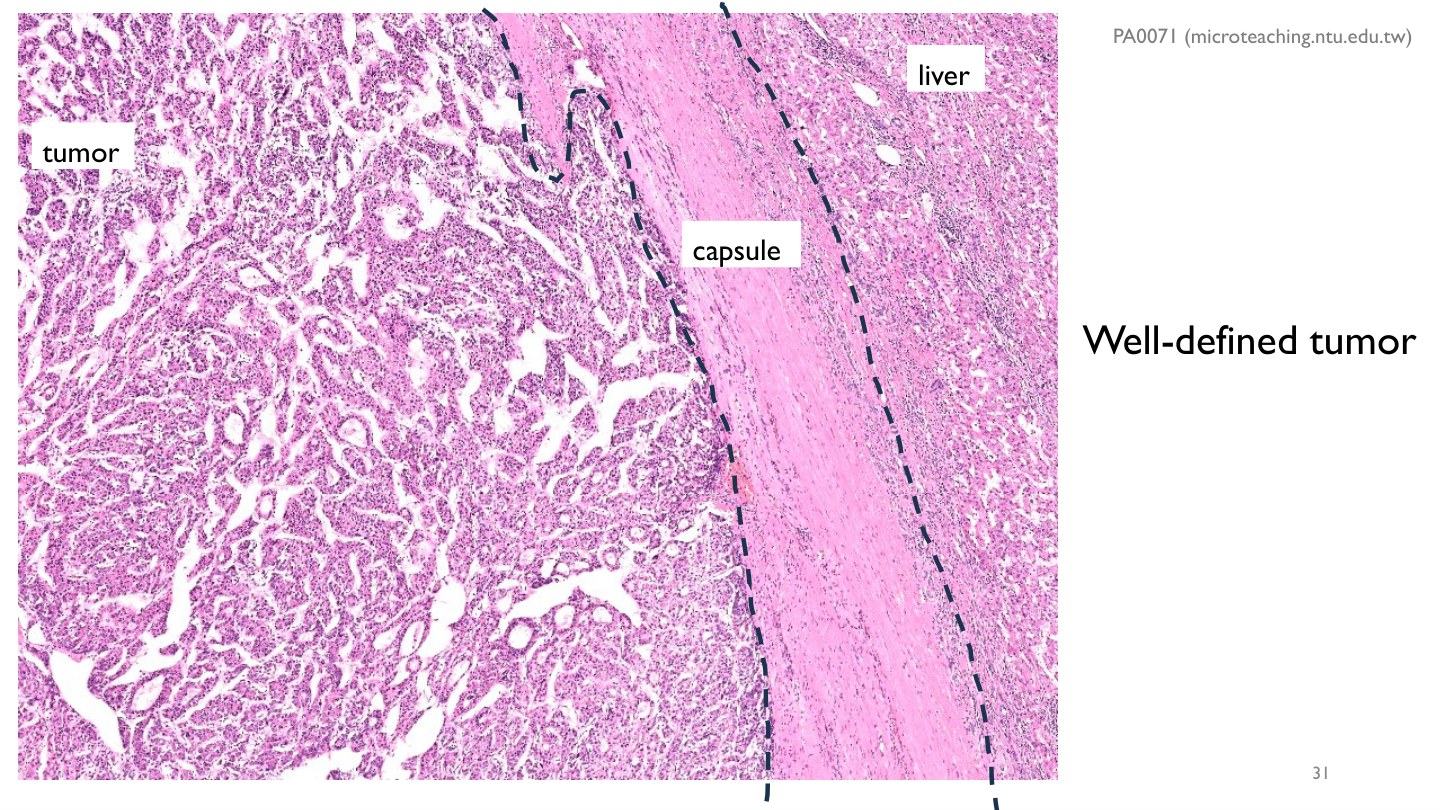 PA0071 (microteaching.ntu.edu.tw)
liver
tumor
capsule
Well-defined tumor
31